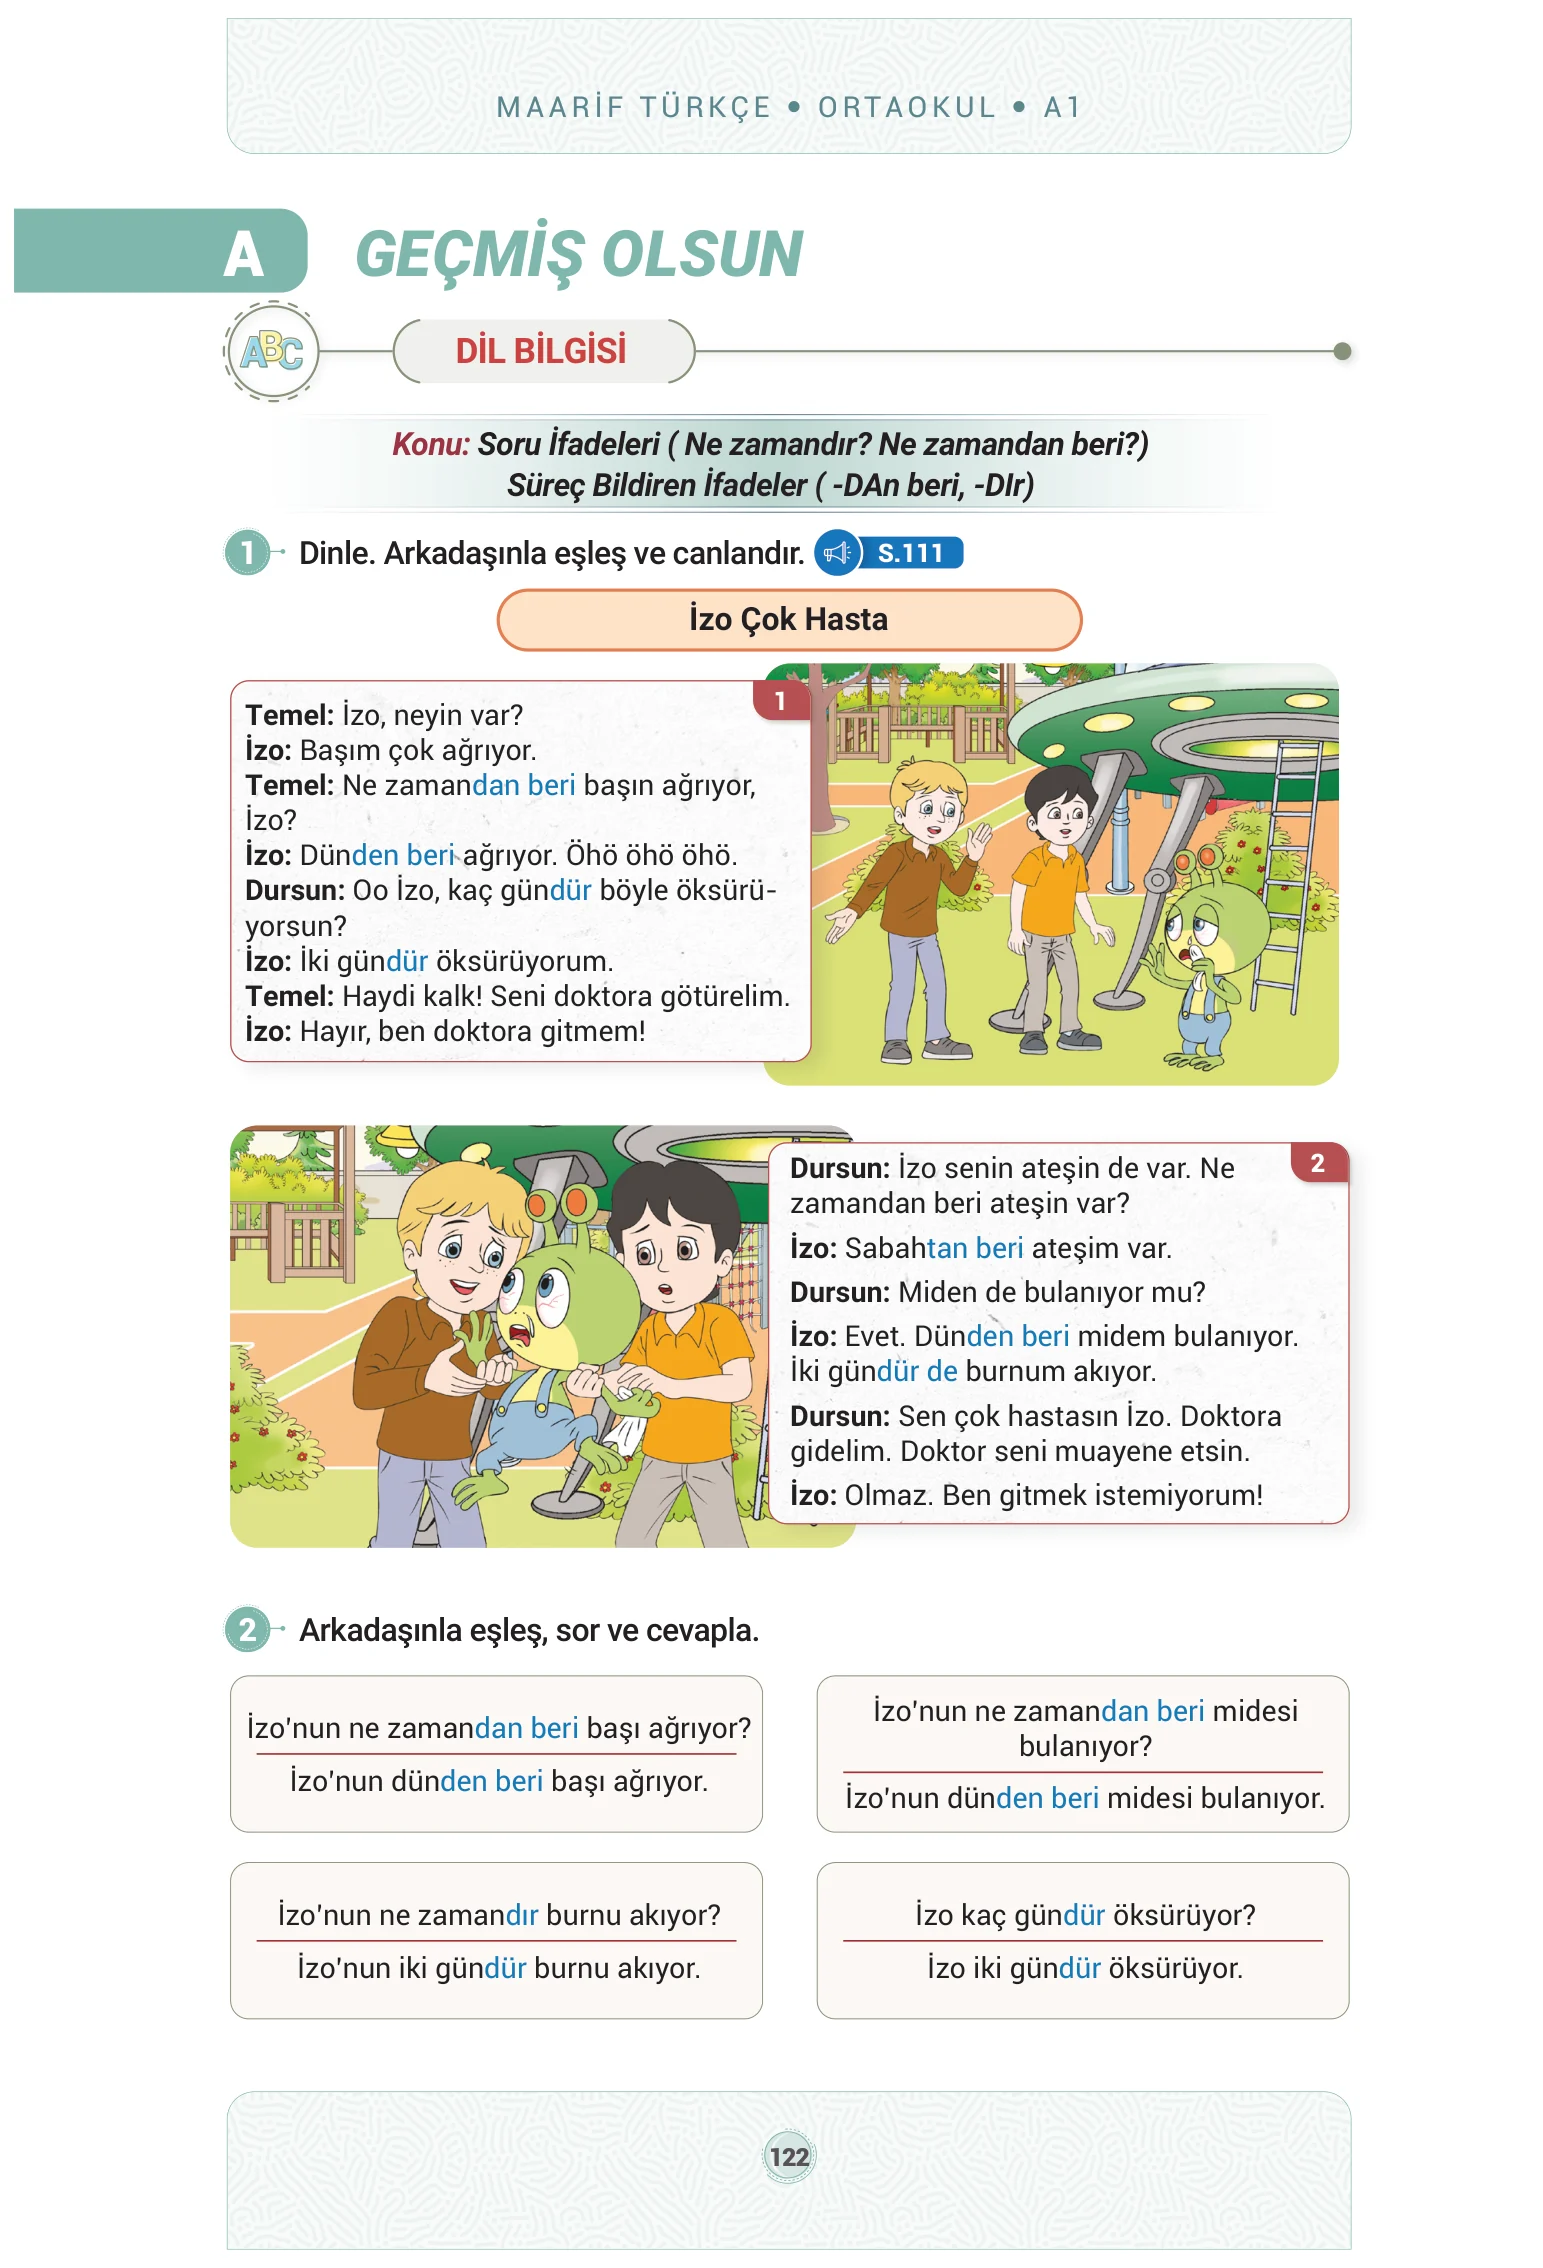 MAARİF TÜRKÇE • ORTAOKUL • A1
A
GEÇMİŞ OLSUN
ABC
DİL BİLGİSİ
Konu: Soru İfadeleri ( Ne zamandır? Ne zamandan beri?)
Süreç Bildiren İfadeler ( -DAn beri, -DIr)
1
Dinle. Arkadaşınla eşleş ve canlandır.
S.111
İzo Çok Hasta
1
Temel: İzo, neyin var?
İzo: Başım çok ağrıyor.
Temel: Ne zamandan beri başın ağrıyor,
İzo?
İzo: Dünden beri ağrıyor. Öhö öhö öhö.
Dursun: Oo İzo, kaç gündür böyle öksürü-
yorsun?
İzo: İki gündür öksürüyorum.
Temel: Haydi kalk! Seni doktora götürelim.
İzo: Hayır, ben doktora gitmem!
2
Dursun: İzo senin ateşin de var. Ne
zamandan beri ateşin var?
İzo: Sabahtan beri ateşim var.
Dursun: Miden de bulanıyor mu?
İzo: Evet. Dünden beri midem bulanıyor.
İki gündür de burnum akıyor.
Dursun: Sen çok hastasın İzo. Doktora
gidelim. Doktor seni muayene etsin.
İzo: Olmaz. Ben gitmek istemiyorum!
2
Arkadaşınla eşleş, sor ve cevapla.
İzo'nun ne zamandan beri başı ağrıyor?
İzo'nun dünden beri başı ağrıyor.
İzo'nun ne zamandan beri midesi
bulanıyor?
İzo'nun dünden beri midesi bulanıyor.
İzo'nun ne zamandır burnu akıyor?
İzo'nun iki gündür burnu akıyor.
İzo kaç gündür öksürüyor?
İzo iki gündür öksürüyor.
122